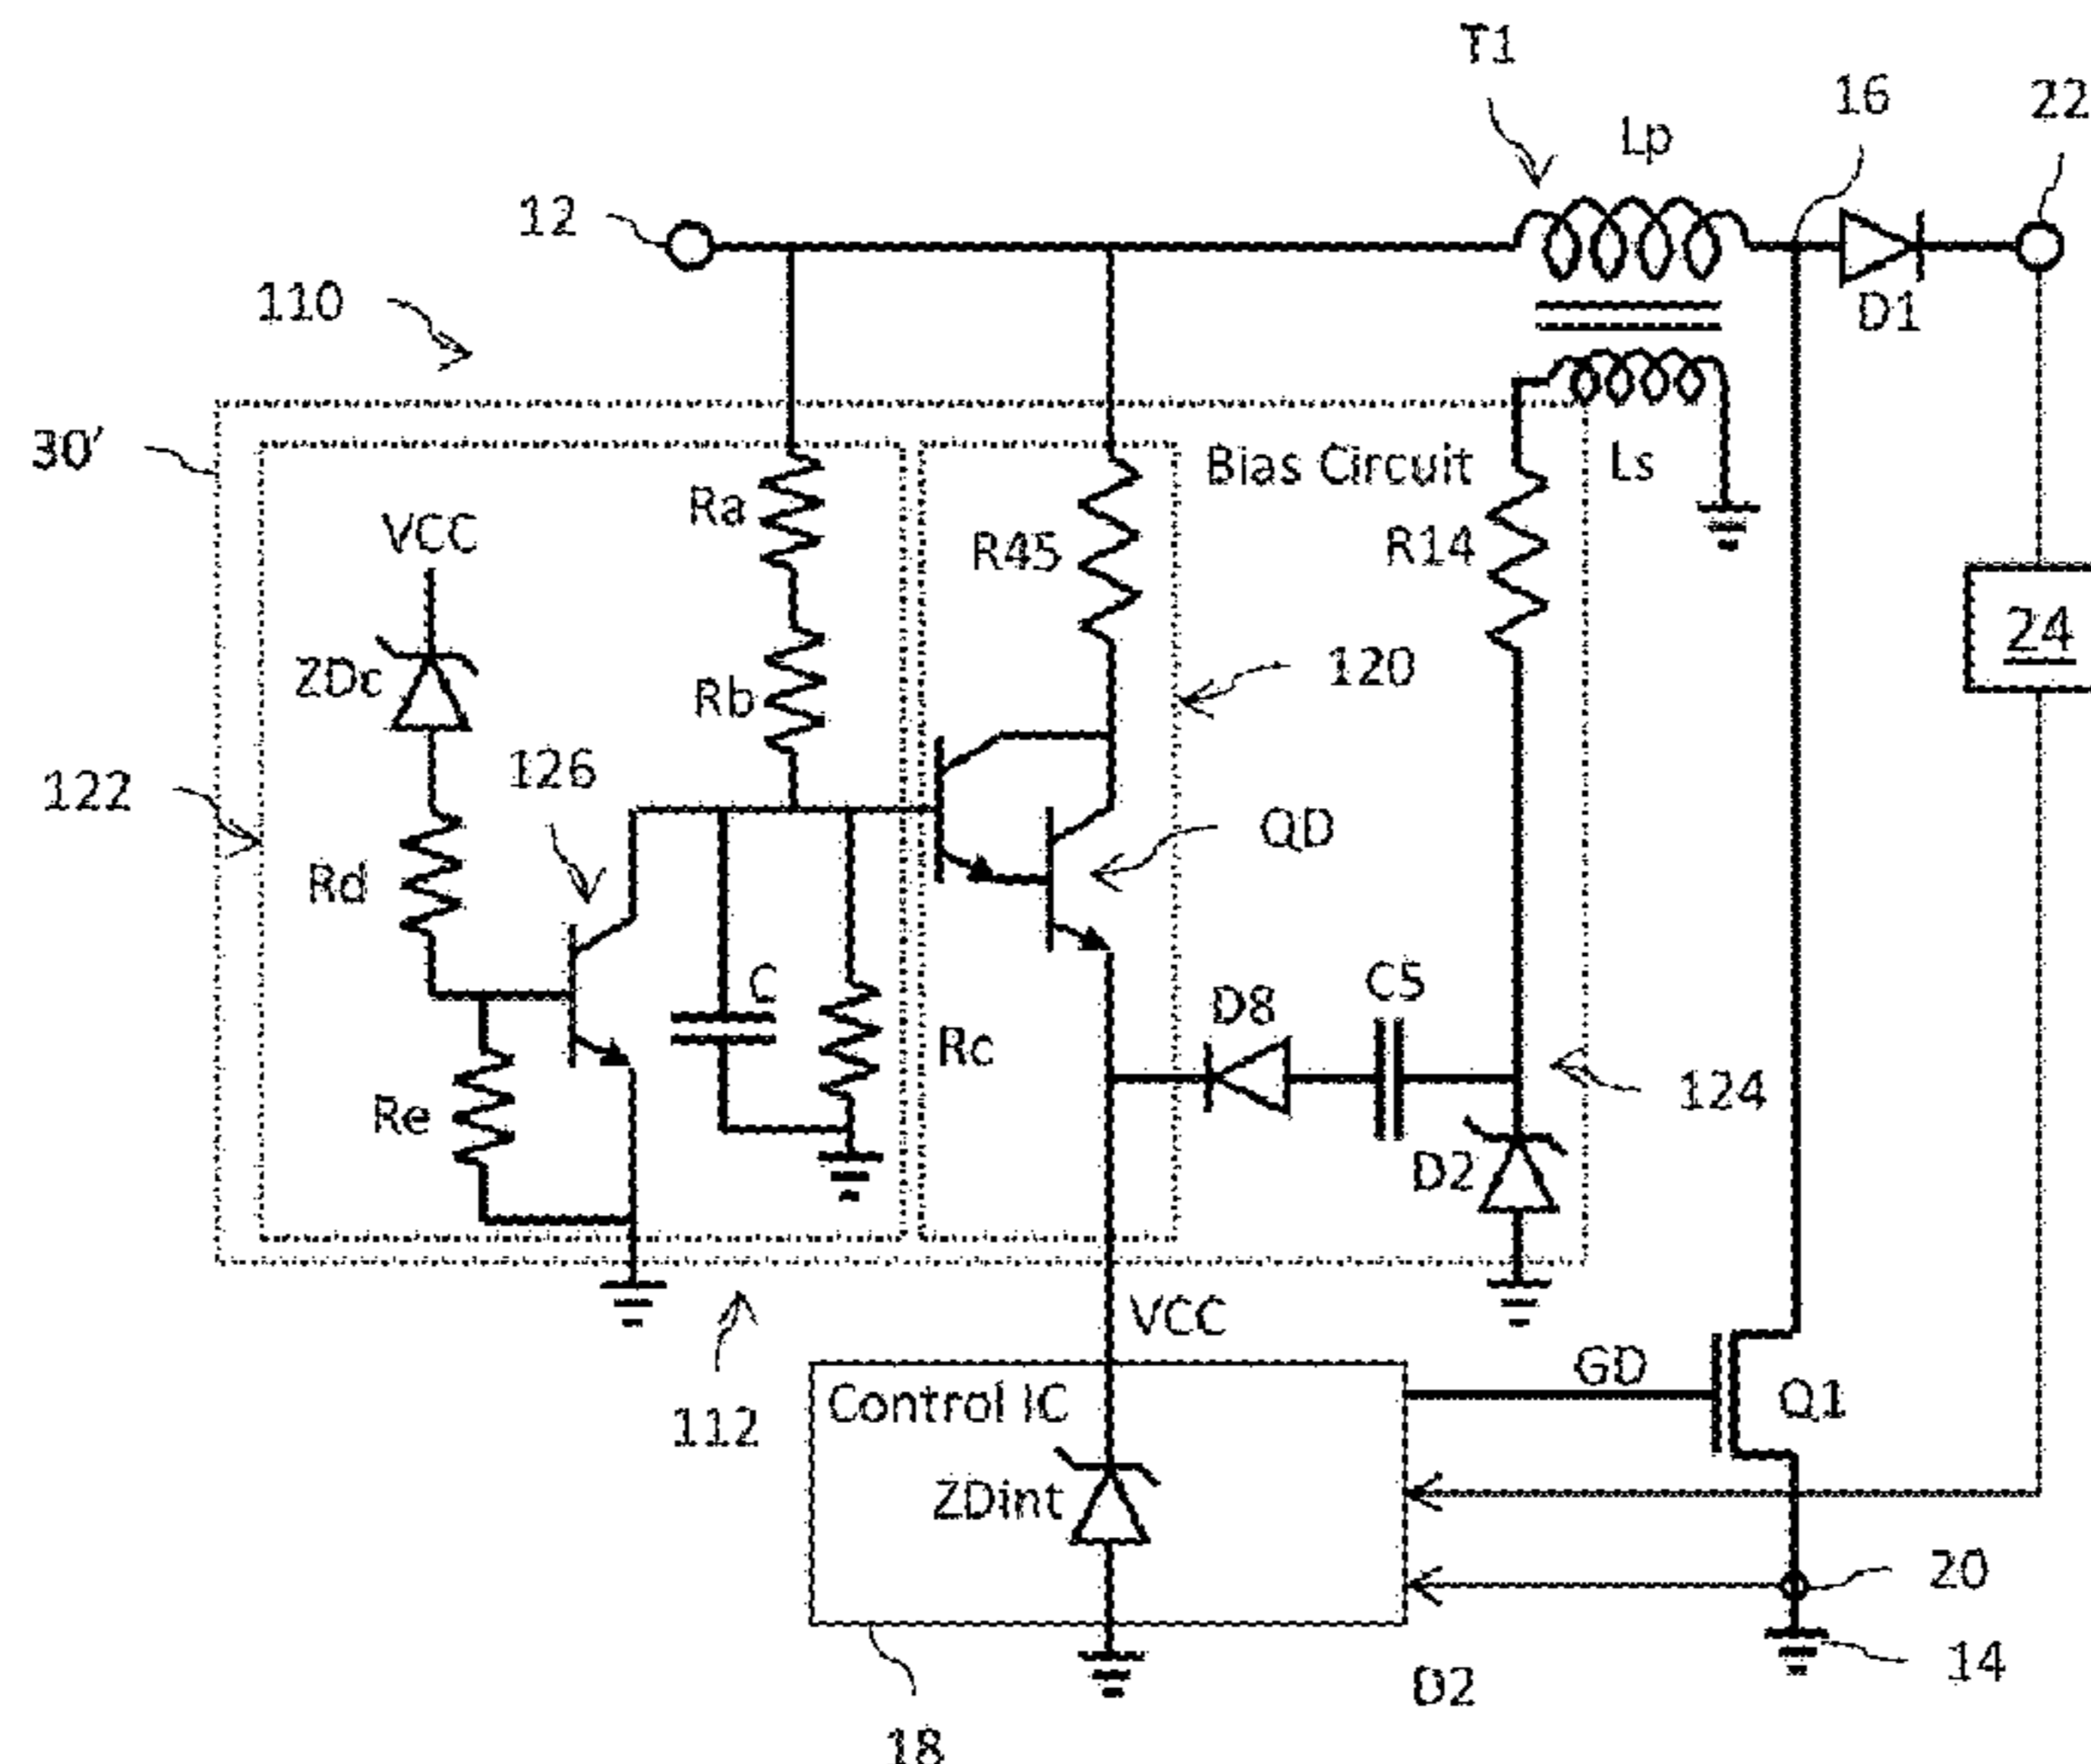 T1
Lp
16
22
12
110
D1
30'
Bias Circuit
Ls
Ra
VCC
R45
R14
24
ZDc
Rb
120
126
122
QD
Rd
C
D8
C5
Rc
124
Re
D2
VCC
GD
Control IC
Q1
112
ZDint
20
14
D2
18